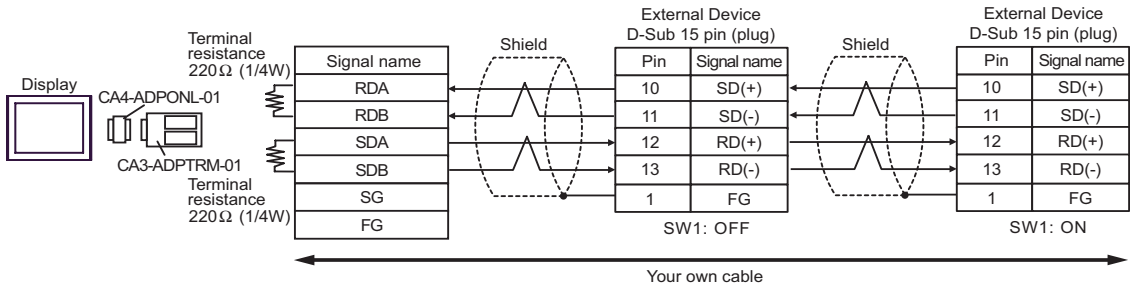 Display
CA4-ADPONL-01
CA3-ADPTRM-01
Terminal
resistance
220Ω (1/4W)
Terminal
resistance
220Ω (1/4W)
Signal name
RDA
RDB
SDA
SDB
SG
FG
Shield
External Device
D-Sub 15 pin (plug)
Pin Signal name
10 SD(+)
11 SD(-)
12 RD(+)
13 RD(-)
1 FG
SW1: OFF
Shield
External Device
D-Sub 15 pin (plug)
Pin Signal name
10 SD(+)
11 SD(-)
12 RD(+)
13 RD(-)
1 FG
SW1: ON
Your own cable